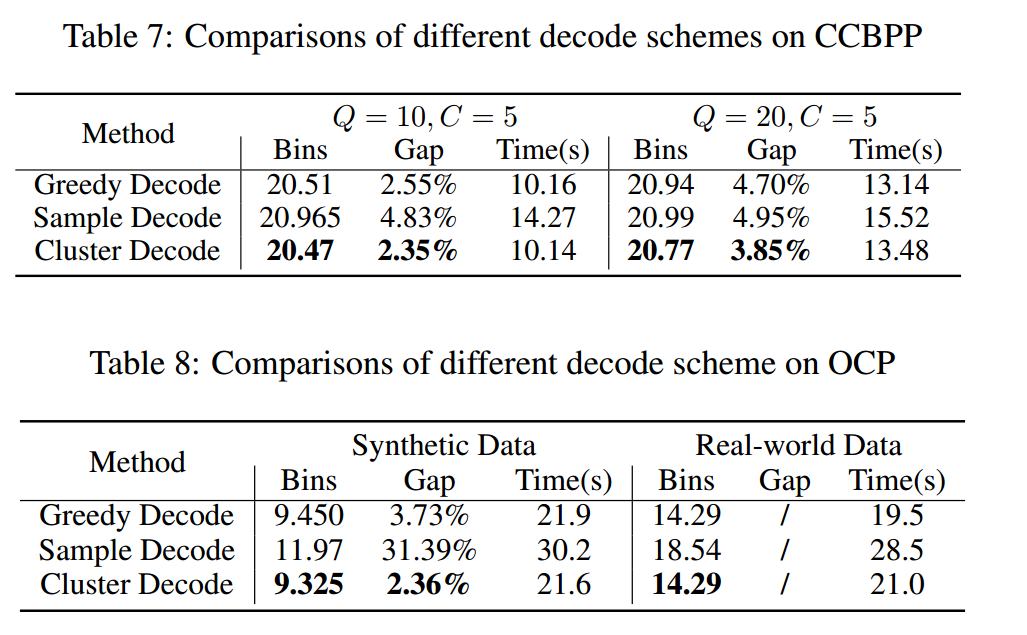 Table 7: Comparisons of different decode schemes on CCBPP
Method Q = 10, C = 5 Q = 20, C = 5
Bins Gap Time(s) Bins Gap Time(s)
Greedy Decode 20.51 2.55% 10.16 20.94 4.70% 13.14
Sample Decode 20.965 4.83% 14.27 20.99 4.95% 15.52
Cluster Decode 20.47 2.35% 10.14 20.77 3.85% 13.48
Table 8: Comparisons of different decode scheme on OCP
Method Synthetic Data Real-world Data
Bins Gap Time(s) Bins Gap Time(s)
Greedy Decode 9.450 3.73% 21.9 14.29 / 19.5
Sample Decode 11.97 31.39% 30.2 18.54 / 28.5
Cluster Decode 9.325 2.36% 21.6 14.29 / 21.0